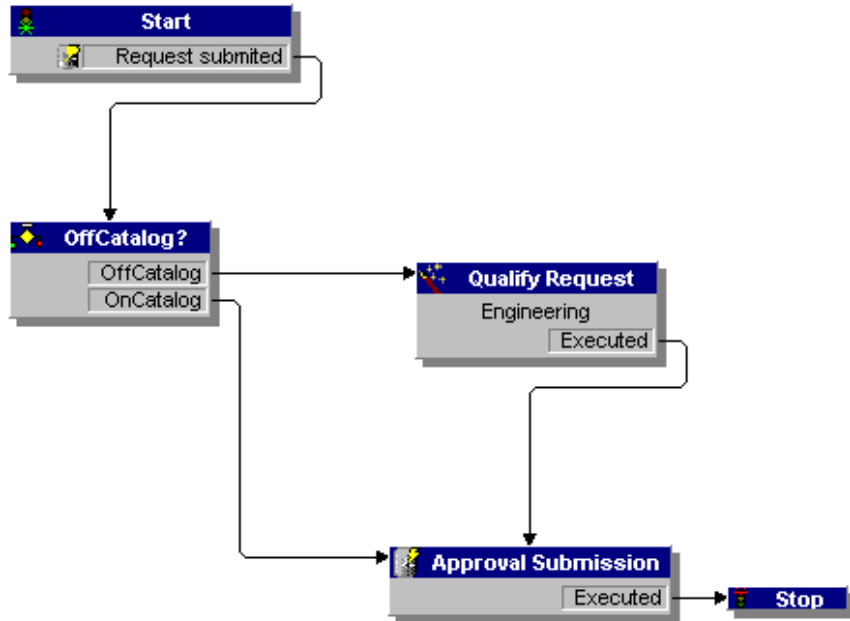 Start
Request submited
OffCatalog?
OffCatalog
OnCatalog
Qualify Request
Engineering
Executed
Approval Submission
Executed
Stop